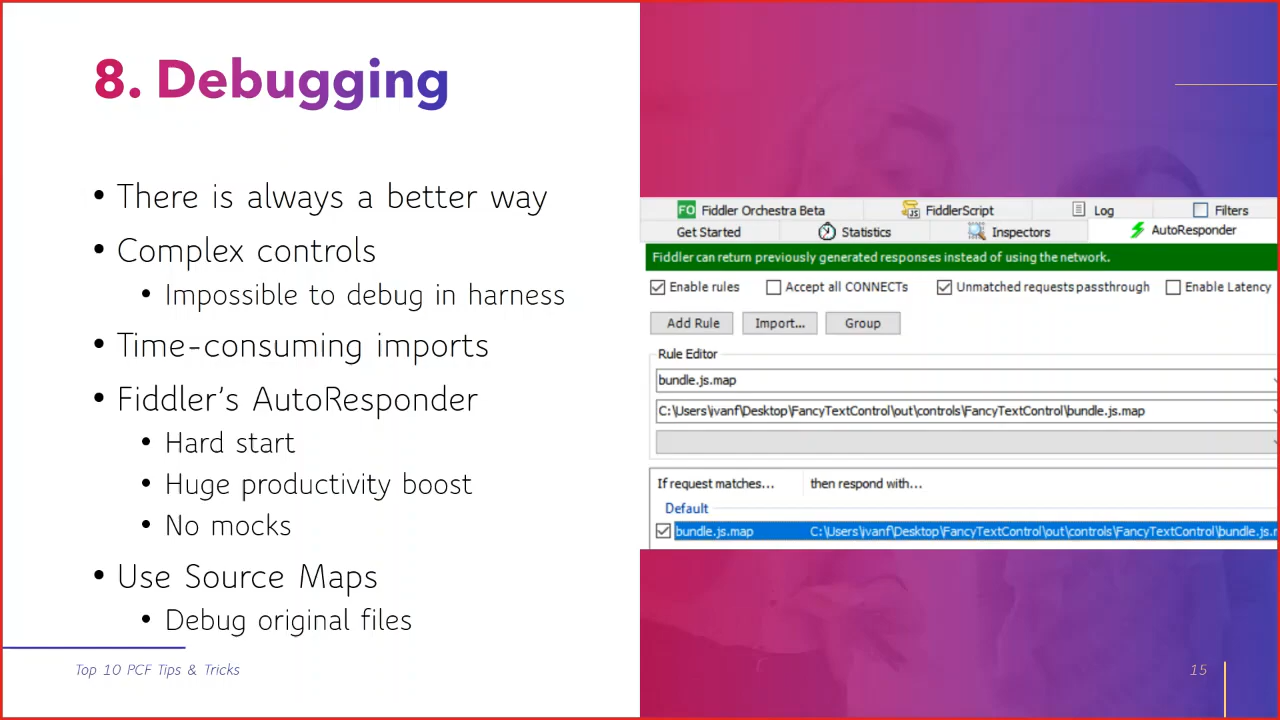 8. Debugging
• There is always a better way
• Complex controls
• Impossible to debug in harness
• Time-consuming imports
• Fiddler's AutoResponder
• Hard start
• Huge productivity boost
• No mocks
• Use Source Maps
• Debug original files
Top 10 PCF Tips & Tricks
FO Fiddler Orchestra Beta JS FiddlerScript Log Filters
Get Started Statistics Inspectors AutoResponder
Fiddler can return previously generated responses instead of using the network.
Enable rules Accept all CONNECTs Unmatched requests passthrough Enable Latency
Add Rule Import... Group
Rule Editor
bundle.js.map
C:\Users\ivanf\Desktop\FancyTextControl\out\controls\FancyTextControl\bundle.js.map
If request matches... then respond with...
Default
bundle.js.map C:\Users\ivanf\Desktop\FancyTextControl\out\controls\FancyTextControl\bundle.js.r
15